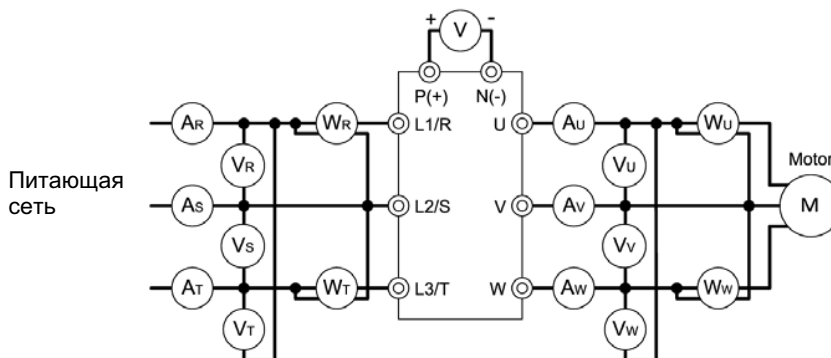 + V -
P(+) N(-)
AR WR L1/R U AU WU
Motor
VR VU
Питающая
сеть
AS L2/S V AV M
VS VV
AT WT L3/T W AW WW
VT VW